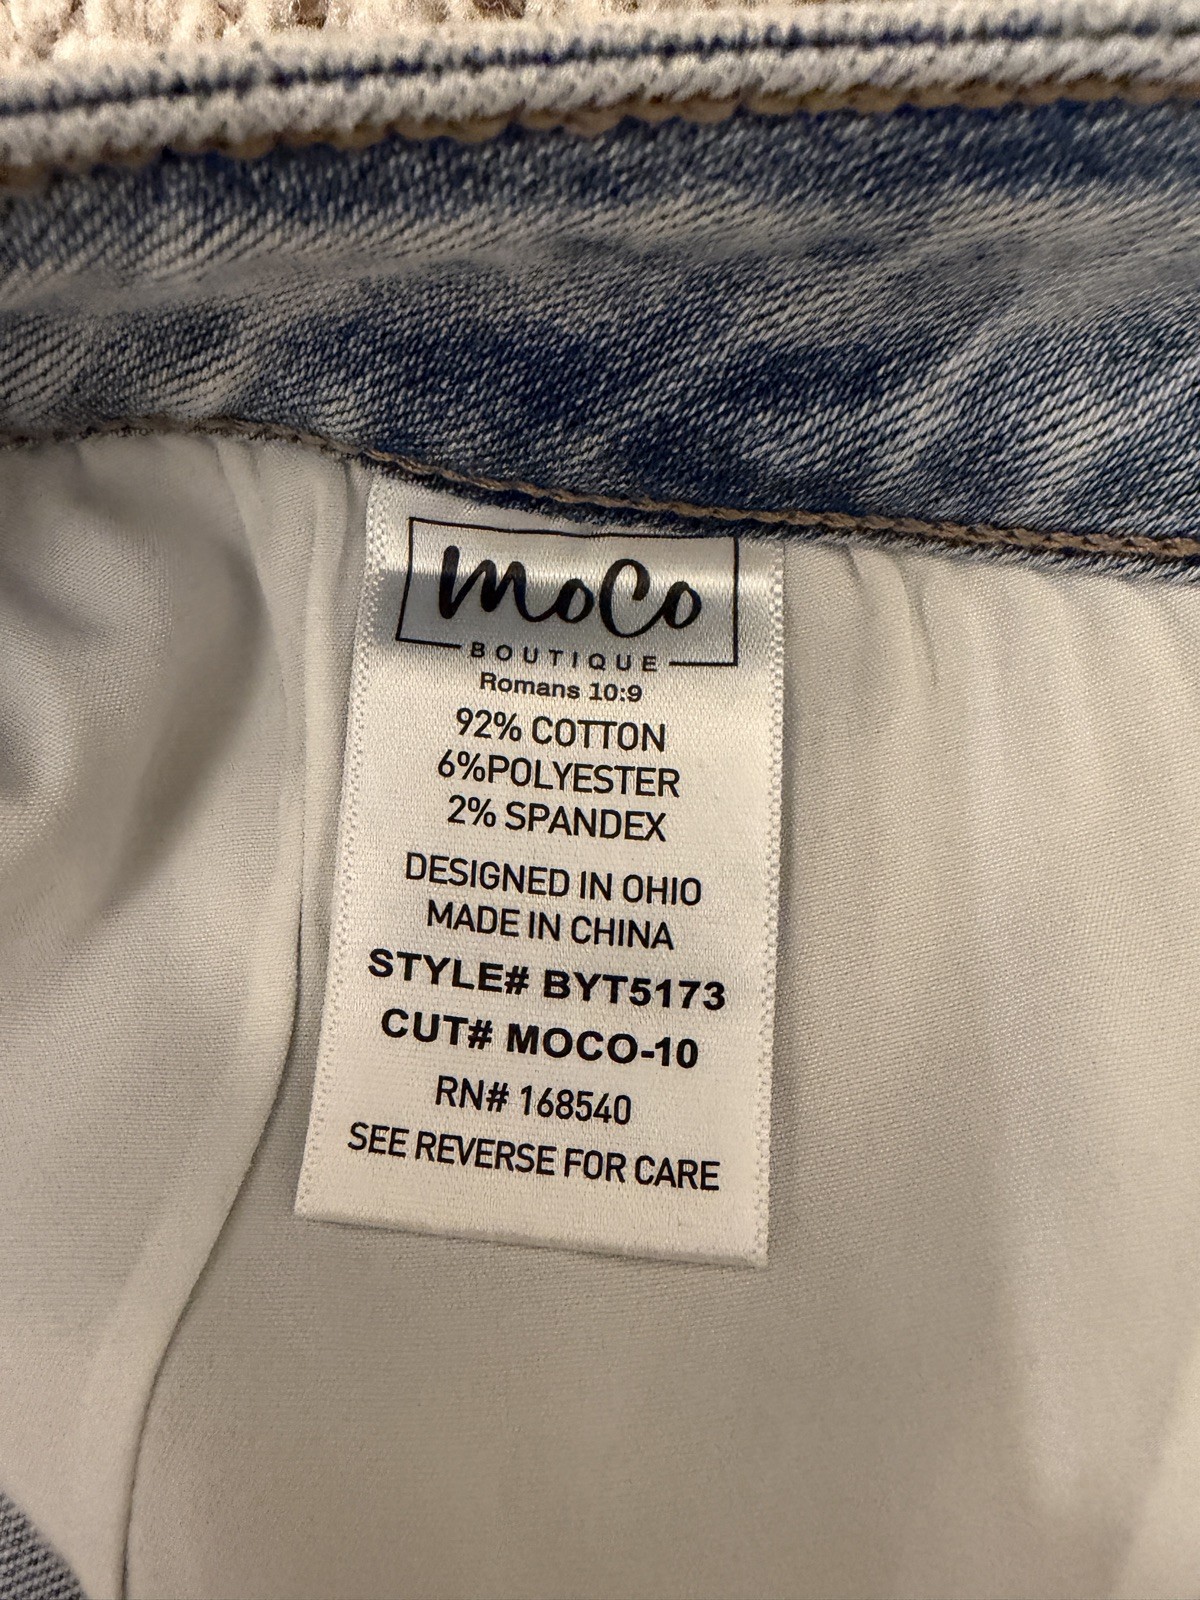 moCo
BOUTIQUE
Romans 10:9
92% COTTON
6%POLYESTER
2% SPANDEX
DESIGNED IN OHIO
MADE IN CHINA
STYLE# BYT5173
CUT# MOCO-10
RN# 168540
SEE REVERSE FOR CARE